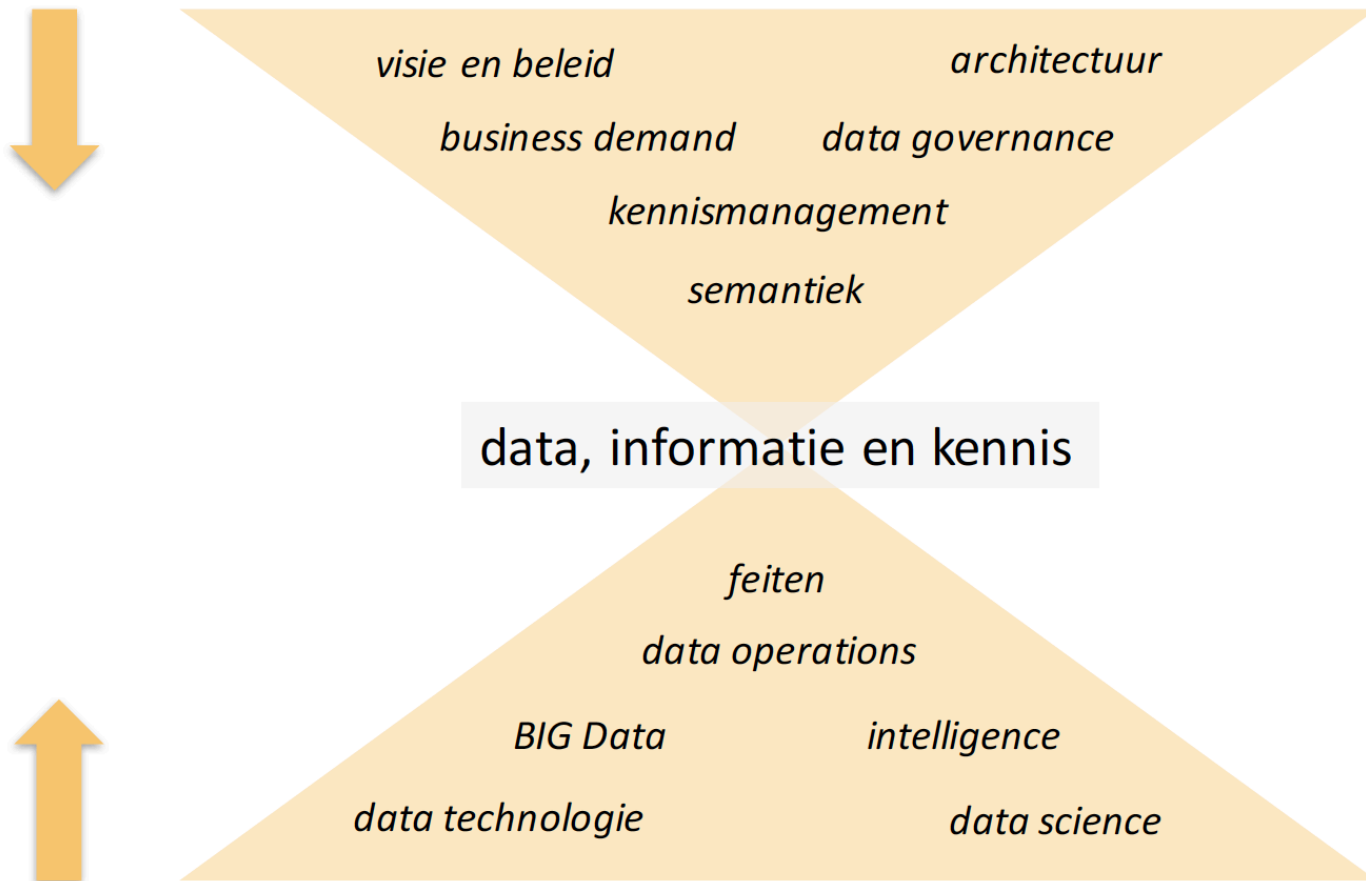 visie en beleid
architectuur
business demand
data governance
kennismanagement
semantiek
data, informatie en kennis
feiten
data operations
BIG Data
intelligence
data technologie
data science